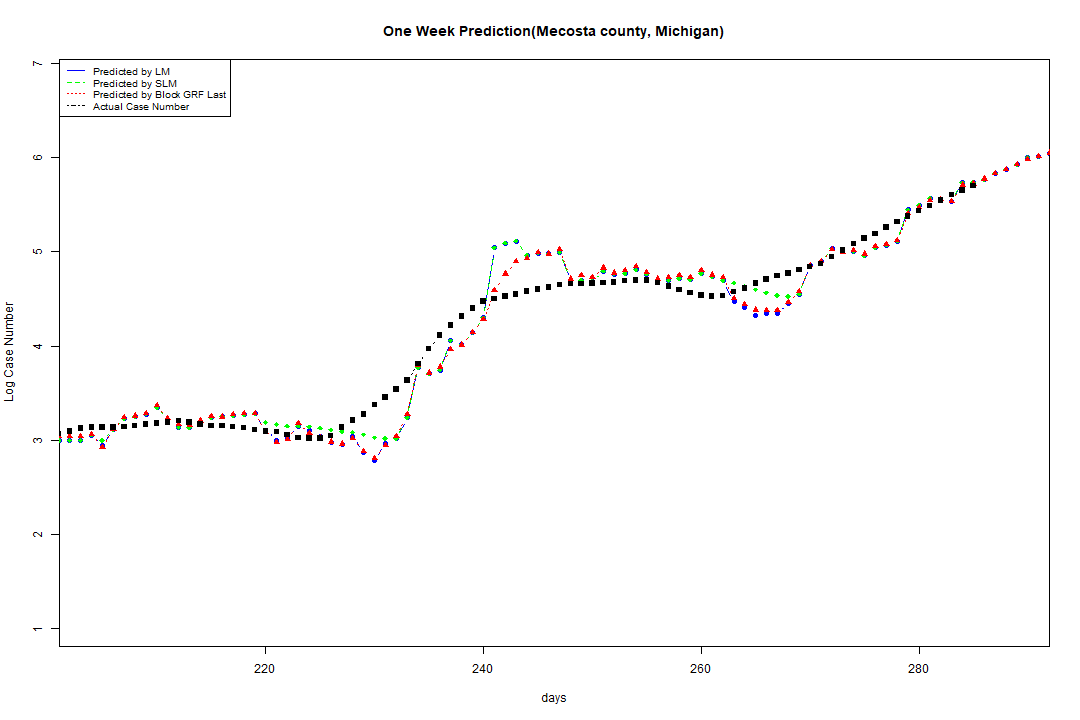 One Week Prediction(Mecosta county, Michigan)
Predicted by LM
Predicted by SLM
Predicted by Block GRF Last
Actual Case Number
7
6
5
4
3
2
1
Log Case Number
220 240 260 280
days